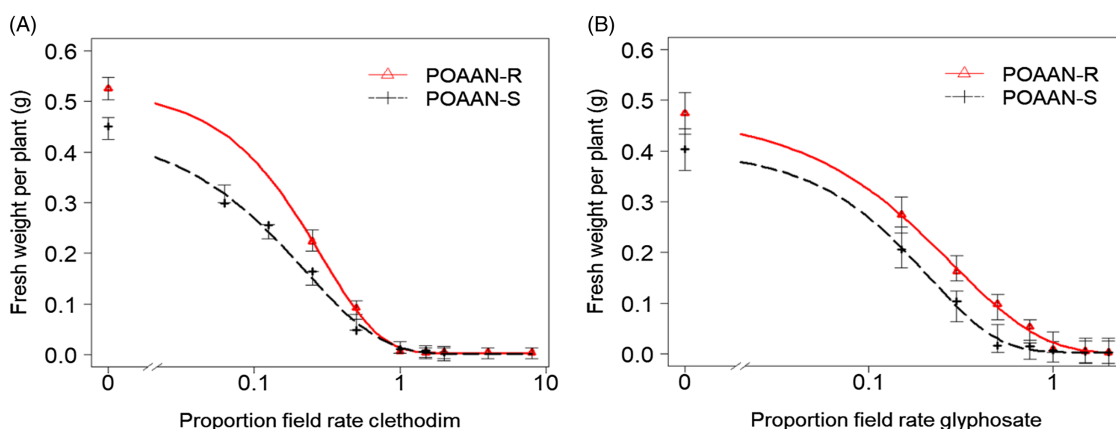 (A)
Fresh weight per plant (g)
0.6
0.5
0.4
0.3
0.2
0.1
0.0
POAAN-R
POAAN-S
0
0.1
1
10
Proportion field rate clethodim
(B)
Fresh weight per plant (g)
0.6
0.5
0.4
0.3
0.2
0.1
0.0
POAAN-R
POAAN-S
0
0.1
1
Proportion field rate glyphosate